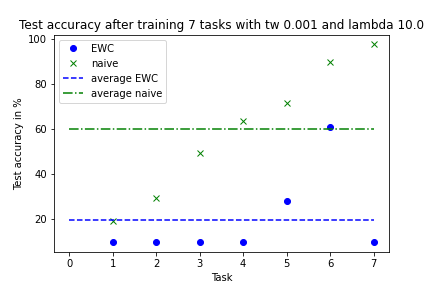 Test accuracy after training 7 tasks with tw 0.001 and lambda 10.0
100
80
60
40
20
Test accuracy in %
EWC
naive
average EWC
average naive
0 1 2 3 4 5 6 7
Task